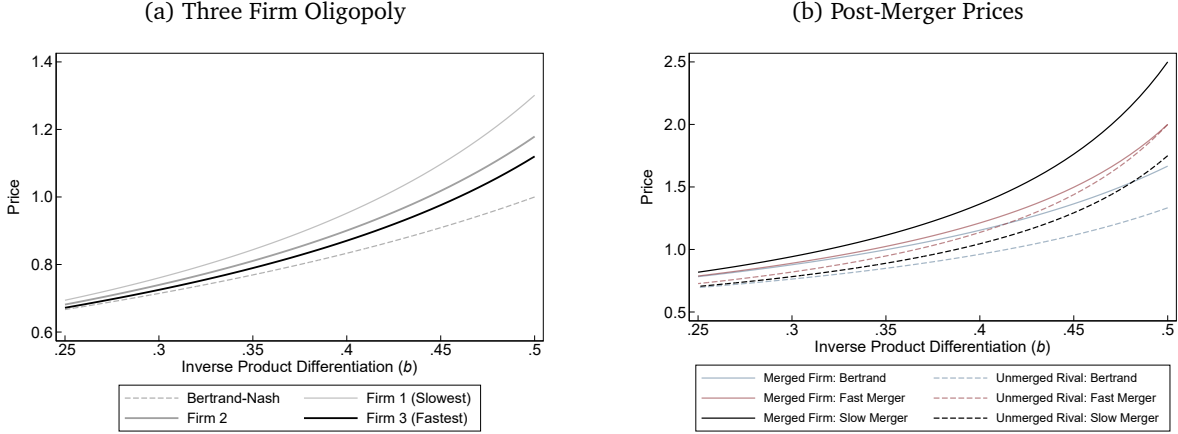 (a) Three Firm Oligopoly
1.4
1.2
1.0
0.8
0.6
Price
.25 .3 .35 .4 .45 .5
Inverse Product Differentiation (b)
Bertrand-Nash Firm 1 (Slowest)
Firm 2 Firm 3 (Fastest)
(b) Post-Merger Prices
2.5
2.0
1.5
1.0
0.5
Price
.25 .3 .35 .4 .45 .5
Inverse Product Differentiation (b)
Merged Firm: Bertrand Unmerged Rival: Bertrand
Merged Firm: Fast Merger Unmerged Rival: Fast Merger
Merged Firm: Slow Merger Unmerged Rival: Slow Merger